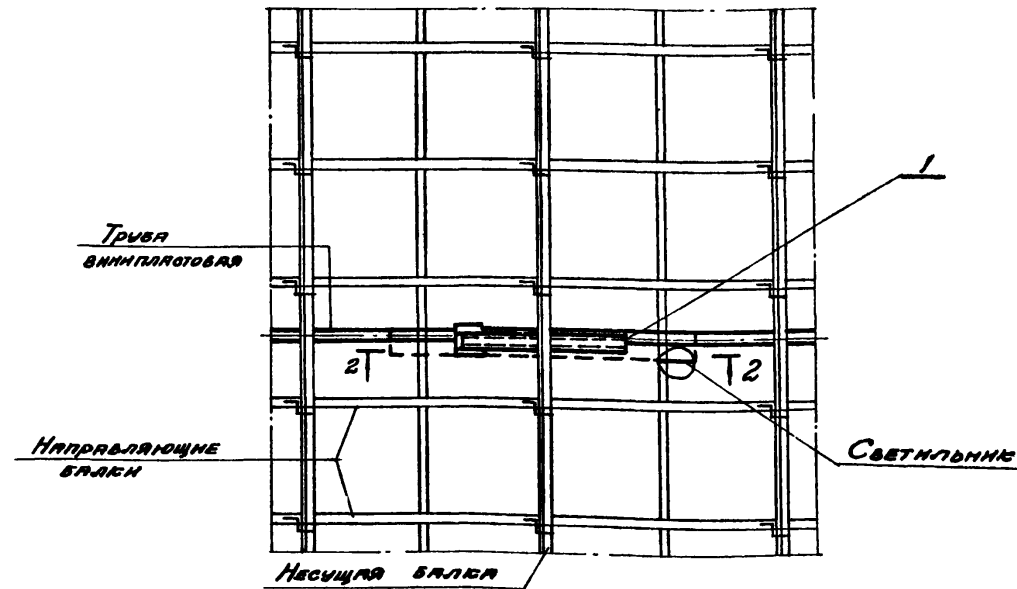 1
Труба
винипластовая
2
2
Направляющие
балки
Светильник
Несущая балка